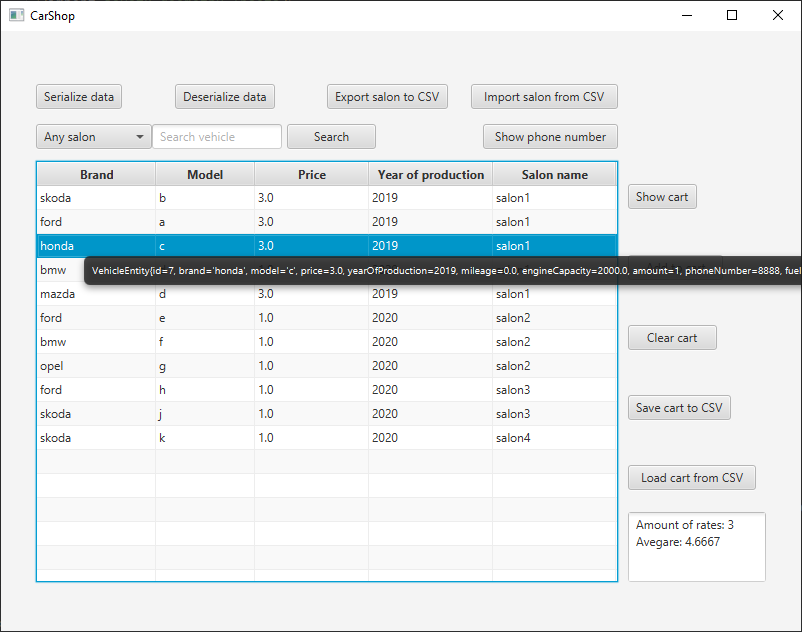 CarShop
Serialize data Deserialize data Export salon to CSV Import salon from CSV
Any salon Search vehicle Search Show phone number
Brand Model Price Year of production Salon name
skoda b 3.0 2019 salon1
Show cart
ford a 3.0 2019 salon1
honda c 3.0 2019 salon1
bmw
VehicleEntity{id=7, brand='honda', model='c', price=3.0, yearOfProduction=2019, mileage=0.0, engineCapacity=2000.0, amount=1, phoneNumber=8888, fuel
mazda d 3.0 2019 salon1
ford e 1.0 2020 salon2
bmw f 1.0 2020 salon2
Clear cart
opel g 1.0 2020 salon2
ford h 1.0 2020 salon3
skoda j 1.0 2020 salon3
Save cart to CSV
skoda k 1.0 2020 salon4
Load cart from CSV
Amount of rates: 3
Avegare: 4.6667